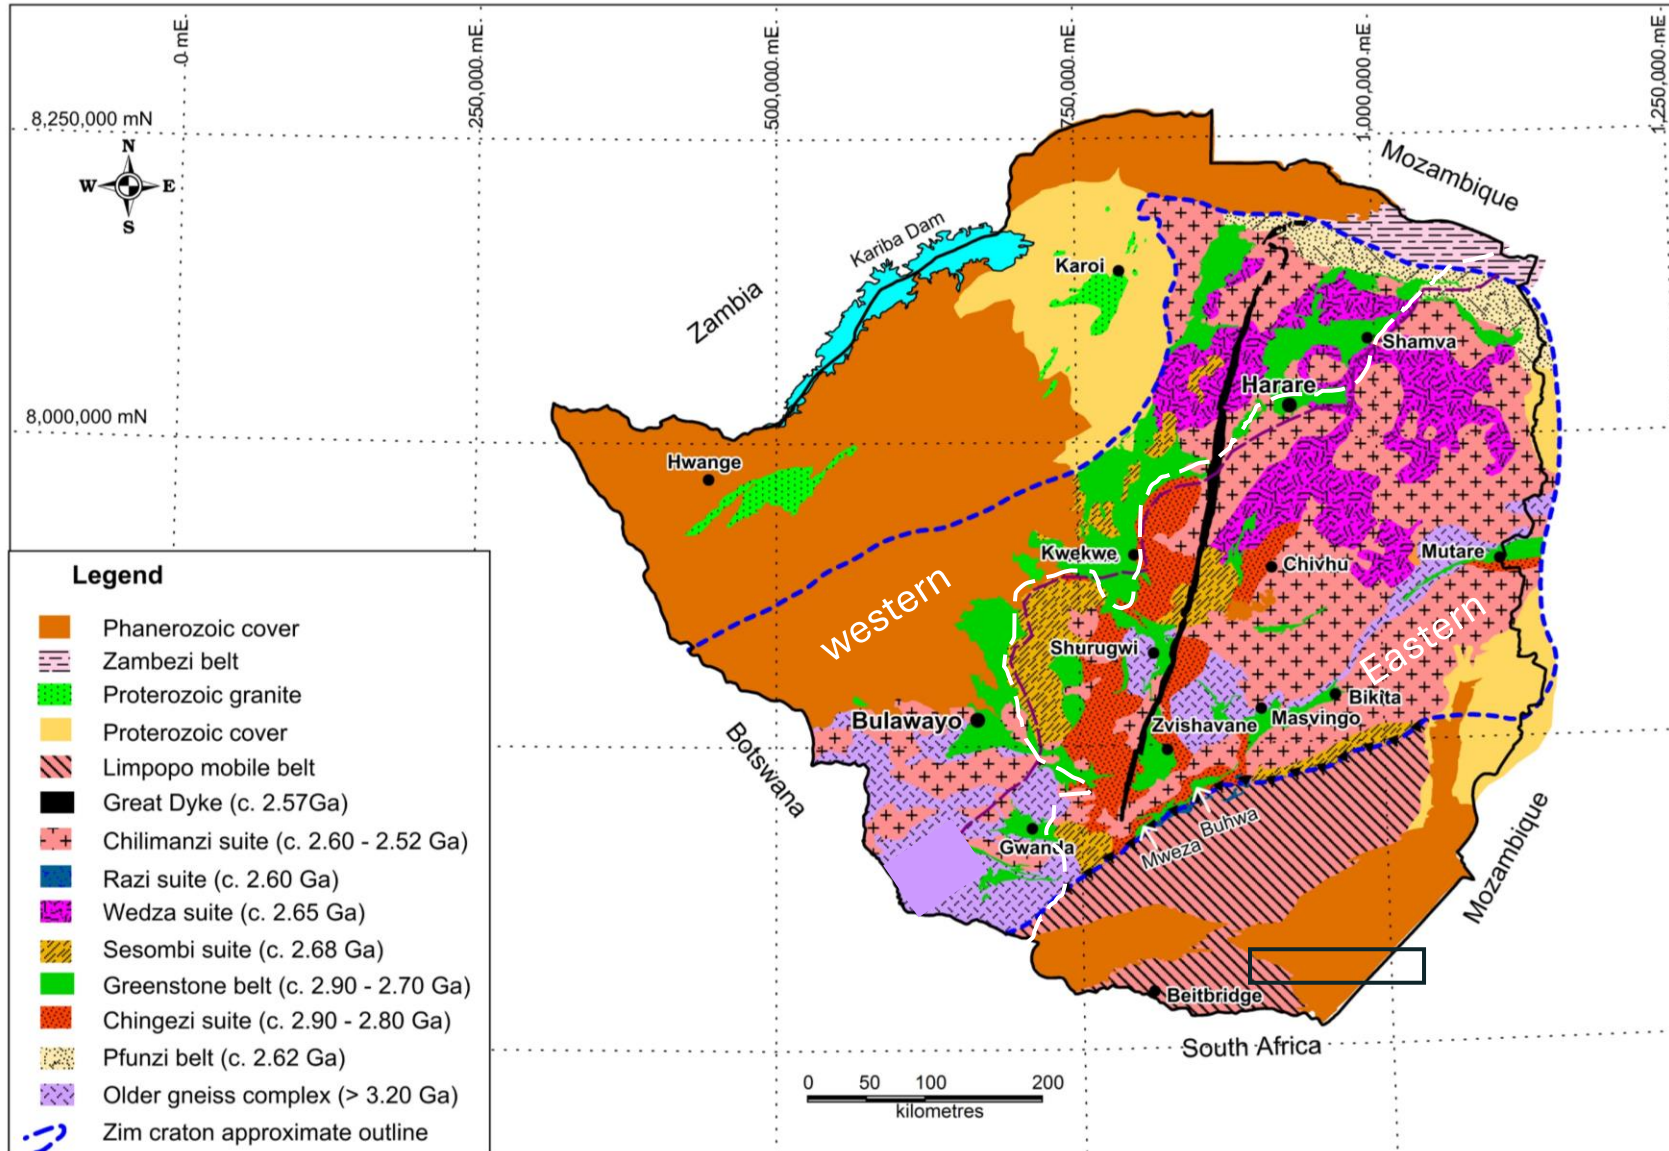 0 mE
250,000 mE
500,000 mE
750,000 mE
1,000,000 mE
1,250,000 mE
8,250,000 mN
N
W E
S
Mozambique
Kariba Dam
Karoi
Zambia
Shamva
Harare
8,000,000 mN
Hwange
Kwekwe
Mutare
Chivhu
western
Eastern
Shurugwi
Bikita
Bulawayo
Zvishavane
Masvingo
Botswana
Buhwa
Gwanda
Mweza
Mozambique
Beitbridge
South Africa
0 50 100 200
kilometres
Legend
Phanerozoic cover
Zambezi belt
Proterozoic granite
Proterozoic cover
Limpopo mobile belt
Great Dyke (c. 2.57Ga)
Chilimanzi suite (c. 2.60 - 2.52 Ga)
Razi suite (c. 2.60 Ga)
Wedza suite (c. 2.65 Ga)
Sesombi suite (c. 2.68 Ga)
Greenstone belt (c. 2.90 - 2.70 Ga)
Chingezi suite (c. 2.90 - 2.80 Ga)
Pfunzi belt (c. 2.62 Ga)
Older gneiss complex (> 3.20 Ga)
Zim craton approximate outline